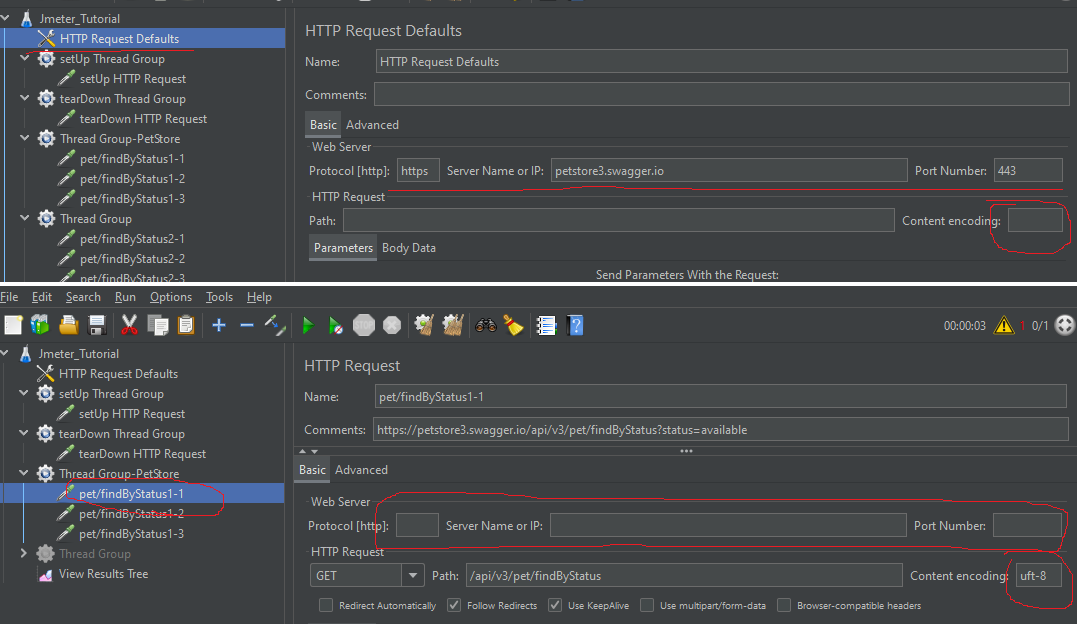 Jmeter_Tutorial
HTTP Request Defaults
setUp Thread Group
setUp HTTP Request
tearDown Thread Group
tearDown HTTP Request
Thread Group-PetStore
pet/findByStatus1-1
pet/findByStatus1-2
pet/findByStatus1-3
Thread Group
pet/findByStatus2-1
pet/findByStatus2-2
pet/findByStatus2-3
HTTP Request Defaults
Name: HTTP Request Defaults
Comments:
Basic Advanced
Web Server
Protocol [http]: https Server Name or IP: petstore3.swagger.io Port Number: 443
HTTP Request
Path: Content encoding:
Parameters Body Data
Send Parameters With the Request:
File Edit Search Run Options Tools Help
STOP 00:00:03 1 0/1
Jmeter_Tutorial
HTTP Request Defaults
setUp Thread Group
setUp HTTP Request
tearDown Thread Group
tearDown HTTP Request
Thread Group-PetStore
pet/findByStatus1-1
pet/findByStatus1-2
pet/findByStatus1-3
Thread Group
View Results Tree
HTTP Request
Name: pet/findByStatus1-1
Comments: https://petstore3.swagger.io/api/v3/pet/findByStatus?status=available
Basic Advanced
Web Server
Protocol [http]: Server Name or IP: Port Number:
HTTP Request
GET Path: /api/v3/pet/findByStatus Content encoding: uft-8
Redirect Automatically Follow Redirects Use KeepAlive Use multipart/form-data Browser-compatible headers